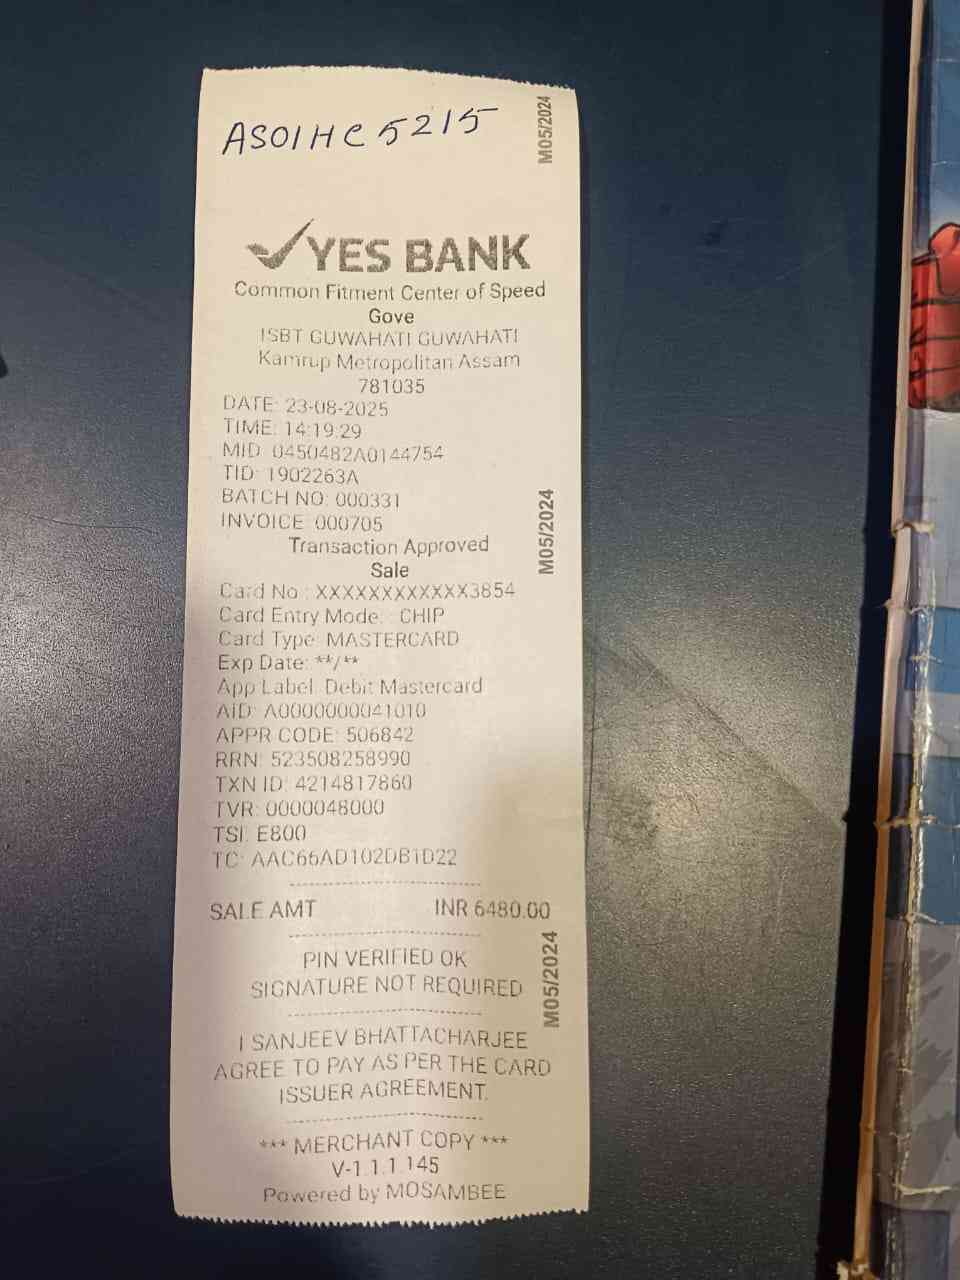 AS01HC5215
M05/2024
YES BANK
Common Fitment Center of Speed
Gove
ISBT GUWAHATI GUWAHATI
Kamrup Metropolitan Assam
781035
DATE: 23-08-2025
TIME: 14:19:29
MID: 0450482A0144754
TID: 1902263A
BATCH NO: 000331
INVOICE: 000705
M05/2024
Transaction Approved
Sale
Card No : XXXXXXXXXXXX3854
Card Entry Mode: CHIP
Card Type: MASTERCARD
Exp Date: **/**
App Label: Debit Mastercard
AID: A0000000041010
APPR CODE: 506842
RRN: 523508258990
TXN ID: 4214817860
TVR: 0000048000
TSI: E800
TC: AAC66AD102DB1D22
SALE AMT INR 6480.00
PIN VERIFIED OK
SIGNATURE NOT REQUIRED
M05/2024
I SANJEEV BHATTACHARJEE
AGREE TO PAY AS PER THE CARD
ISSUER AGREEMENT.
*** MERCHANT COPY ***
V-1.1.1.145
Powered by MOSAMBEE